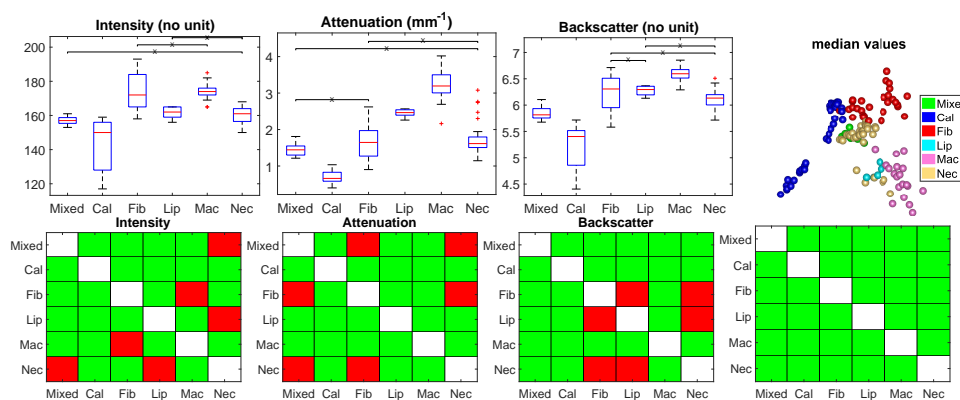 Intensity (no unit)
200
180
160
140
120
x
x
x
Mixed Cal Fib Lip Mac Nec
Attenuation (mm⁻¹)
4
3
2
1
x
x
x
Mixed Cal Fib Lip Mac Nec
Backscatter (no unit)
7
6.5
6
5.5
5
4.5
x
x
x
Mixed Cal Fib Lip Mac Nec
median values
Mixe
Cal
Fib
Lip
Mac
Nec
Intensity
Mixed
Cal
Fib
Lip
Mac
Nec
Mixed Cal Fib Lip Mac Nec
Attenuation
Mixed
Cal
Fib
Lip
Mac
Nec
Mixed Cal Fib Lip Mac Nec
Backscatter
Mixed
Cal
Fib
Lip
Mac
Nec
Mixed Cal Fib Lip Mac Nec
Mixed
Cal
Fib
Lip
Mac
Nec
Mixed Cal Fib Lip Mac Nec